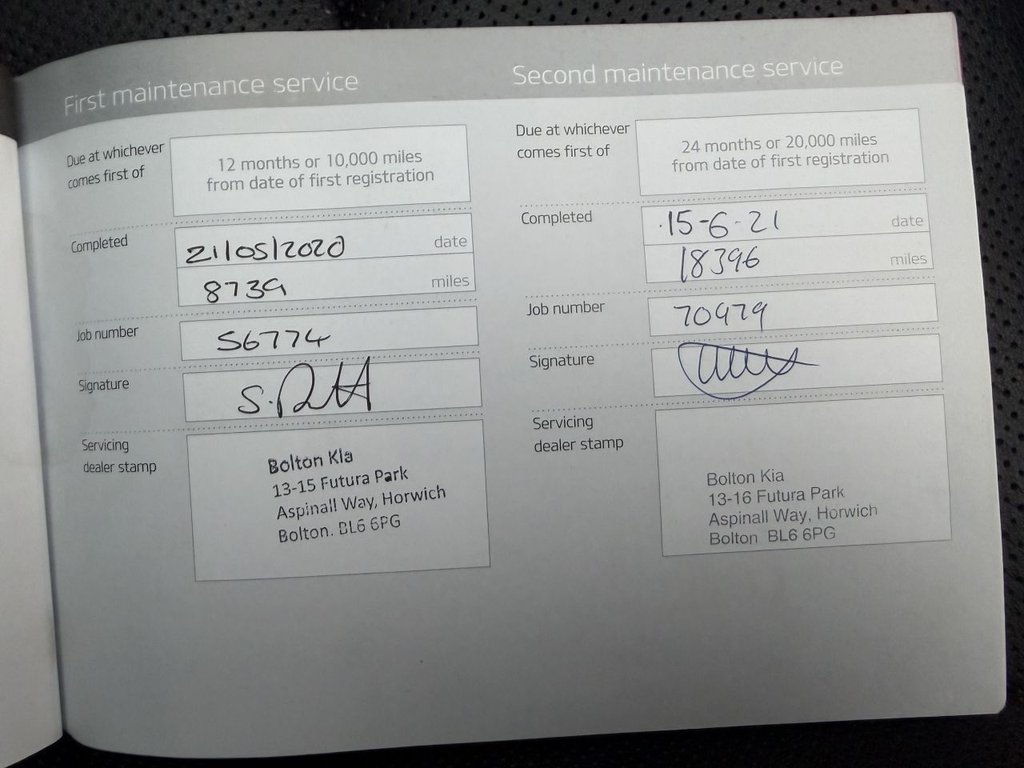 First maintenance service
Due at whichever comes first of
12 months or 10,000 miles
from date of first registration
Completed
21/05/2020 date
8739 miles
Job number
56774
Signature
Servicing
dealer stamp
Bolton Kia
13-15 Futura Park
Aspinall Way, Horwich
Bolton. BL6 6PG
Second maintenance service
Due at whichever
comes first of
24 months or 20,000 miles
from date of first registration
Completed
15-6-21 date
18396 miles
Job number
70979
Signature
Servicing
dealer stamp
Bolton Kia
13-16 Futura Park
Aspinall Way, Horwich
Bolton BL6 6PG